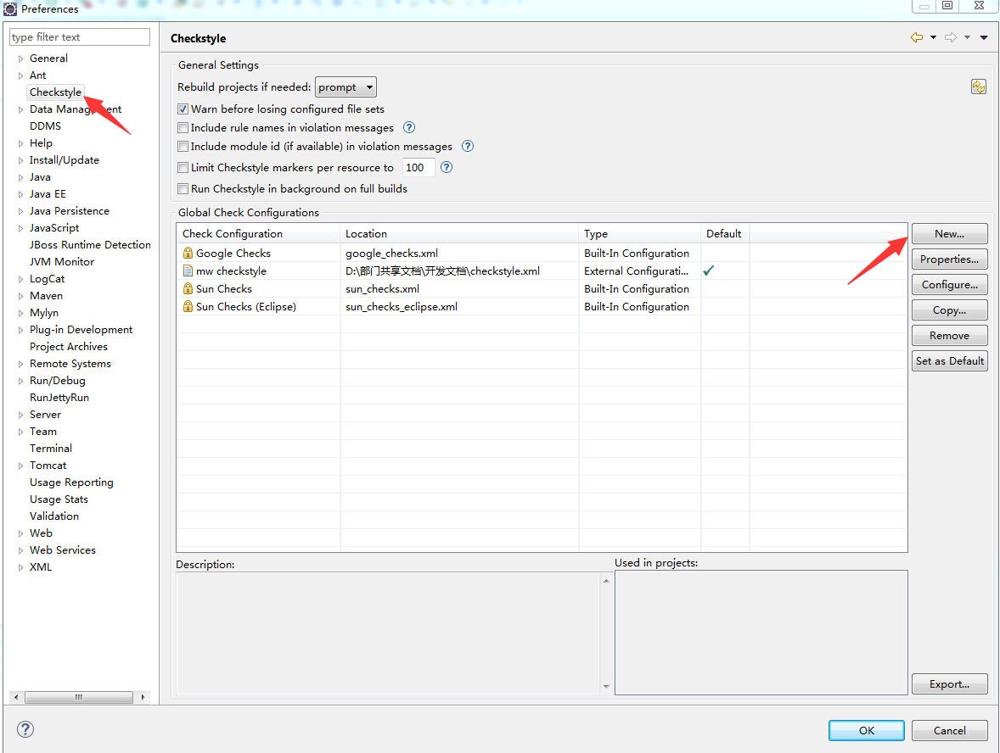 Preferences
type filter text
General
Ant
Checkstyle
Data Management
DDMS
Help
Install/Update
Java
Java EE
Java Persistence
JavaScript
JBoss Runtime Detection
JVM Monitor
LogCat
Maven
Mylyn
Plug-in Development
Project Archives
Remote Systems
Run/Debug
RunJettyRun
Server
Team
Terminal
Tomcat
Usage Reporting
Usage Stats
Validation
Web
Web Services
XML
Checkstyle
General Settings
Rebuild projects if needed: prompt
Warn before losing configured file sets
Include rule names in violation messages
Include module id (if available) in violation messages
Limit Checkstyle markers per resource to 100
Run Checkstyle in background on full builds
Global Check Configurations
Check Configuration Location Type Default
Google Checks google_checks.xml Built-In Configuration
mw checkstyle D:\部门共享文档\开发文档\checkstyle.xml External Configurati...
Sun Checks sun_checks.xml Built-In Configuration
Sun Checks (Eclipse) sun_checks_eclipse.xml Built-In Configuration
New...
Properties...
Configure...
Copy...
Remove
Set as Default
Description:
Used in projects:
Export...
OK
Cancel